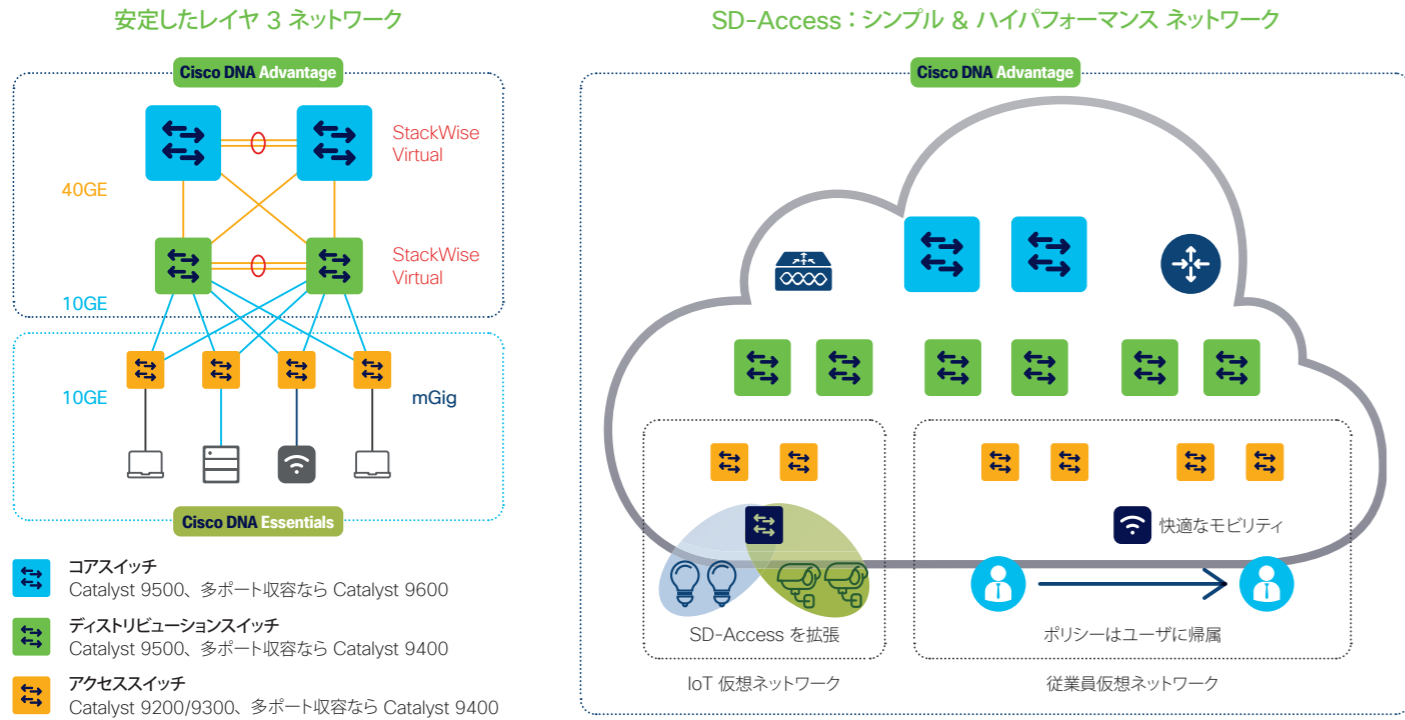 安定したレイヤ 3 ネットワーク
Cisco DNA Advantage
StackWise
Virtual
40GE
StackWise
Virtual
10GE
10GE
mGig
Cisco DNA Essentials
コアスイッチ
Catalyst 9500、多ポート収容なら Catalyst 9600
ディストリビューションスイッチ
Catalyst 9500、多ポート収容なら Catalyst 9400
アクセススイッチ
Catalyst 9200/9300、多ポート収容なら Catalyst 9400
SD-Access：シンプル & ハイパフォーマンス ネットワーク
Cisco DNA Advantage
快適なモビリティ
SD-Access を拡張
ポリシーはユーザに帰属
IoT 仮想ネットワーク
従業員仮想ネットワーク